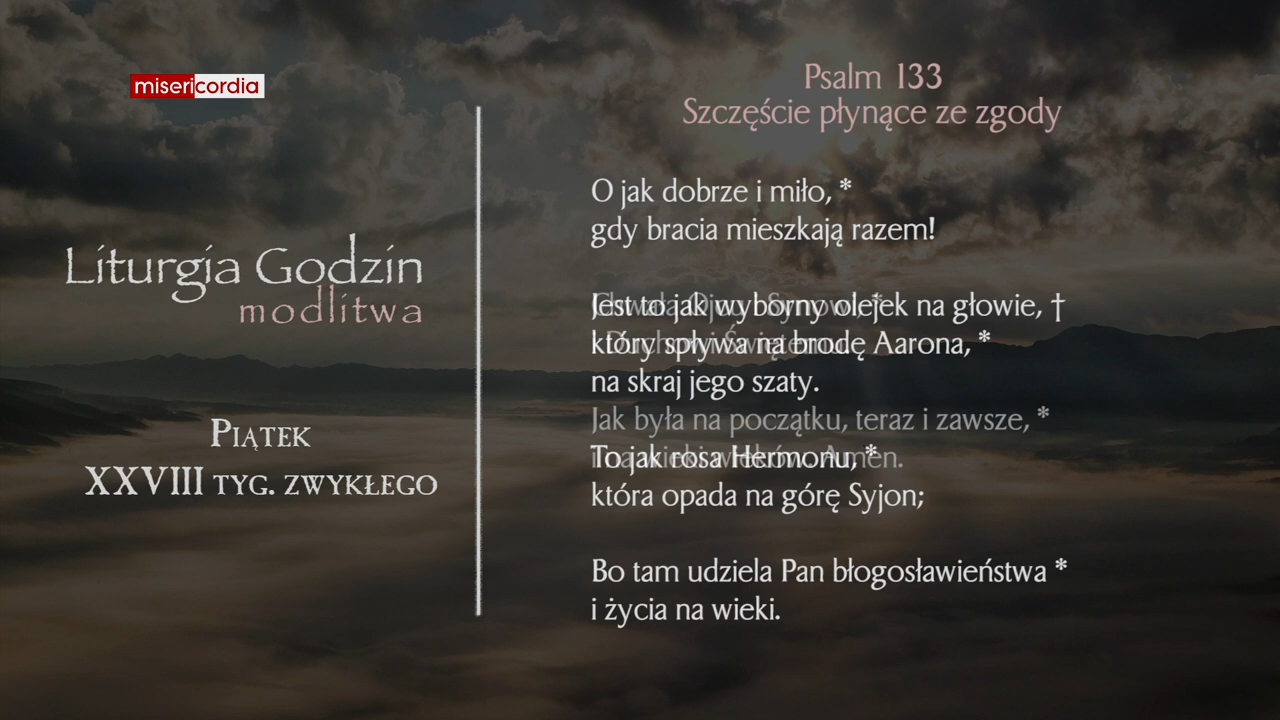 misericordia
Liturgia Godzin
modlitwa
Piątek
XXVIII tyg. zwykłego
Psalm 133
Szczęście płynące ze zgody
O jak dobrze i miło, *
gdy bracia mieszkają razem!
Jest to jak wyborny olejek na głowie, †
który spływa na brodę Aarona, *
na skraj jego szaty.
Jak była na początku, teraz i zawsze, *
To jak rosa Hermonu, *
która opada na górę Syjon;
Bo tam udziela Pan błogosławieństwa *
i życia na wieki.